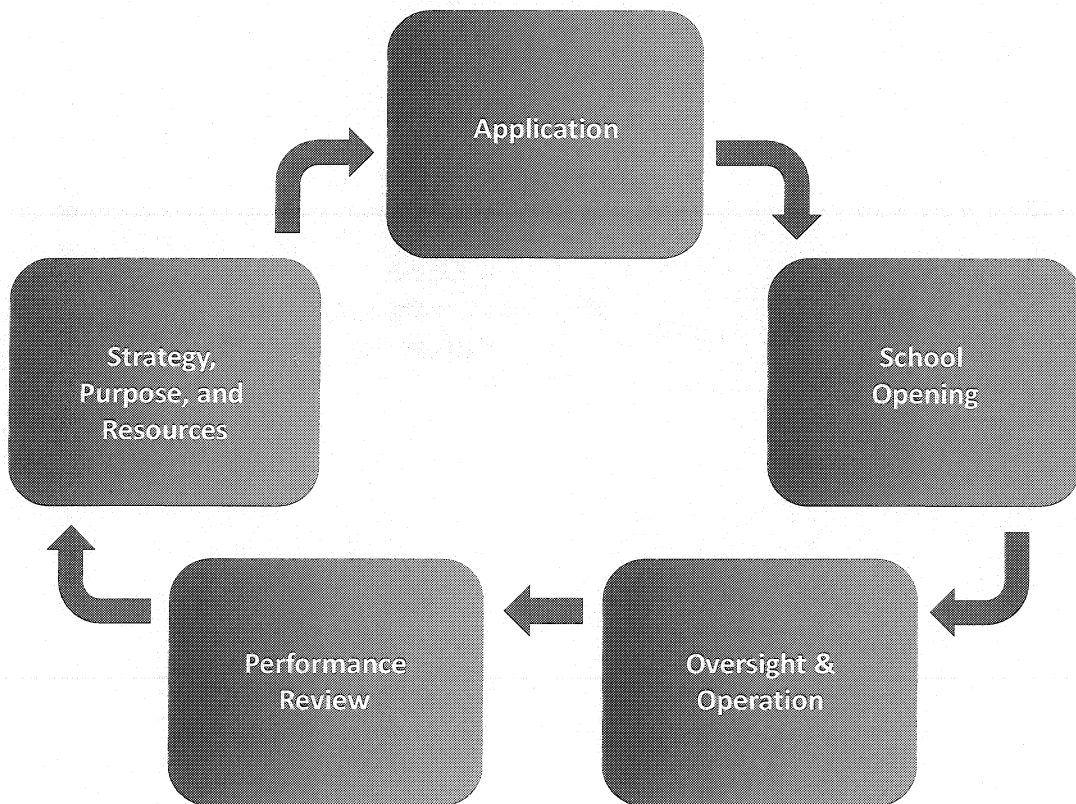 Application
School
Opening
Oversight &
Operation
Performance
Review
Strategy,
Purpose, and
Resources